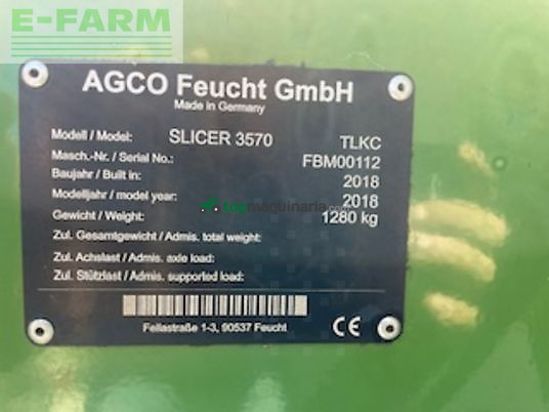 E-FARM
AGCO Feucht GmbH
Made in Germany
Modell / Model: SLICER 3570 TLKC
Masch.-Nr. / Serial No.: FBM00112
Baujahr / Built in: 2018
Modelljahr / model year: 2018
topmaquinaria.com
Gewicht / Weight: 1280 kg
Zul. Gesamtgewicht / Admis. total weight:
Zul. Achslast / Admis. axle load:
Zul. Stützlast / Admis. supported load:
Fellastraße 1-3, 90537 Feucht
CE